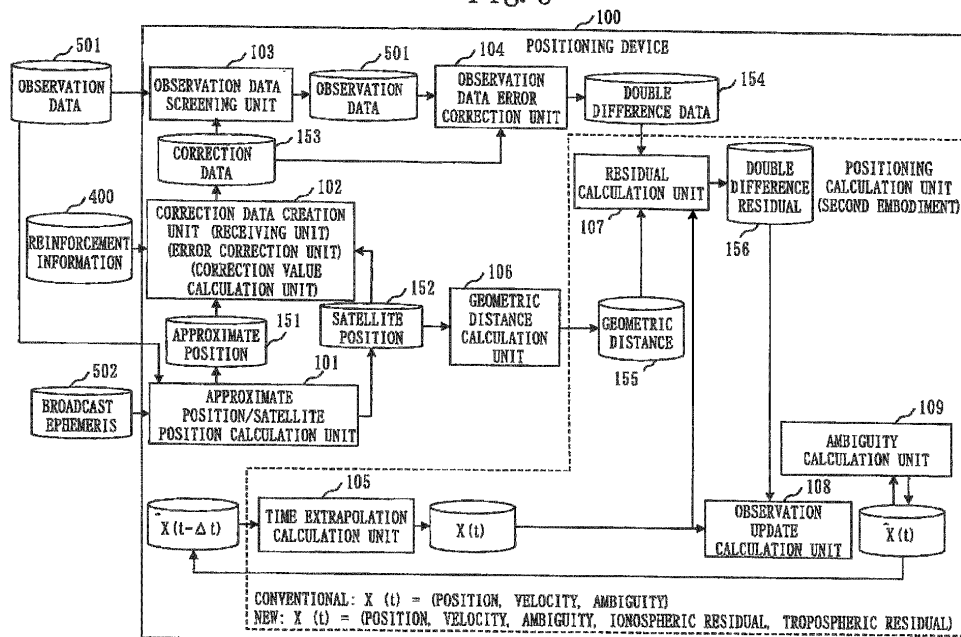 100
POSITIONING DEVICE
501
OBSERVATION
DATA
103
OBSERVATION DATA
SCREENING UNIT
501
OBSERVATION
DATA
104
OBSERVATION
DATA ERROR
CORRECTION UNIT
DOUBLE
DIFFERENCE DATA
154
153
CORRECTION
DATA
400
REINFORCEMENT
INFORMATION
102
CORRECTION DATA CREATION
UNIT (RECEIVING UNIT)
(ERROR CORRECTION UNIT)
(CORRECTION VALUE
CALCULATION UNIT)
RESIDUAL
CALCULATION UNIT
107
DOUBLE
DIFFERENCE
RESIDUAL
156
POSITIONING
CALCULATION UNIT
(SECOND EMBODIMENT)
151
APPROXIMATE
POSITION
152
SATELLITE
POSITION
106
GEOMETRIC
DISTANCE
CALCULATION
UNIT
GEOMETRIC
DISTANCE
155
502
BROADCAST
EPHEMERIS
101
APPROXIMATE
POSITION/SATELLITE
POSITION CALCULATION UNIT
109
AMBIGUITY
CALCULATION UNIT
X̄(t-Δt)
105
TIME EXTRAPOLATION
CALCULATION UNIT
X(t)
108
OBSERVATION
UPDATE
CALCULATION UNIT
X̄(t)
CONVENTIONAL: X (t) = (POSITION, VELOCITY, AMBIGUITY)
NEW: X (t) = (POSITION, VELOCITY, AMBIGUITY, IONOSPHERIC RESIDUAL, TROPOSPHERIC RESIDUAL)